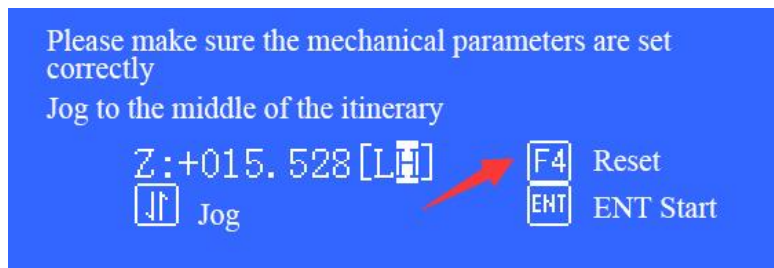 Please make sure the mechanical parameters are set
correctly
Jog to the middle of the itinerary
Z:+015.528[LH]
F4 Reset
Jog
ENT ENT Start